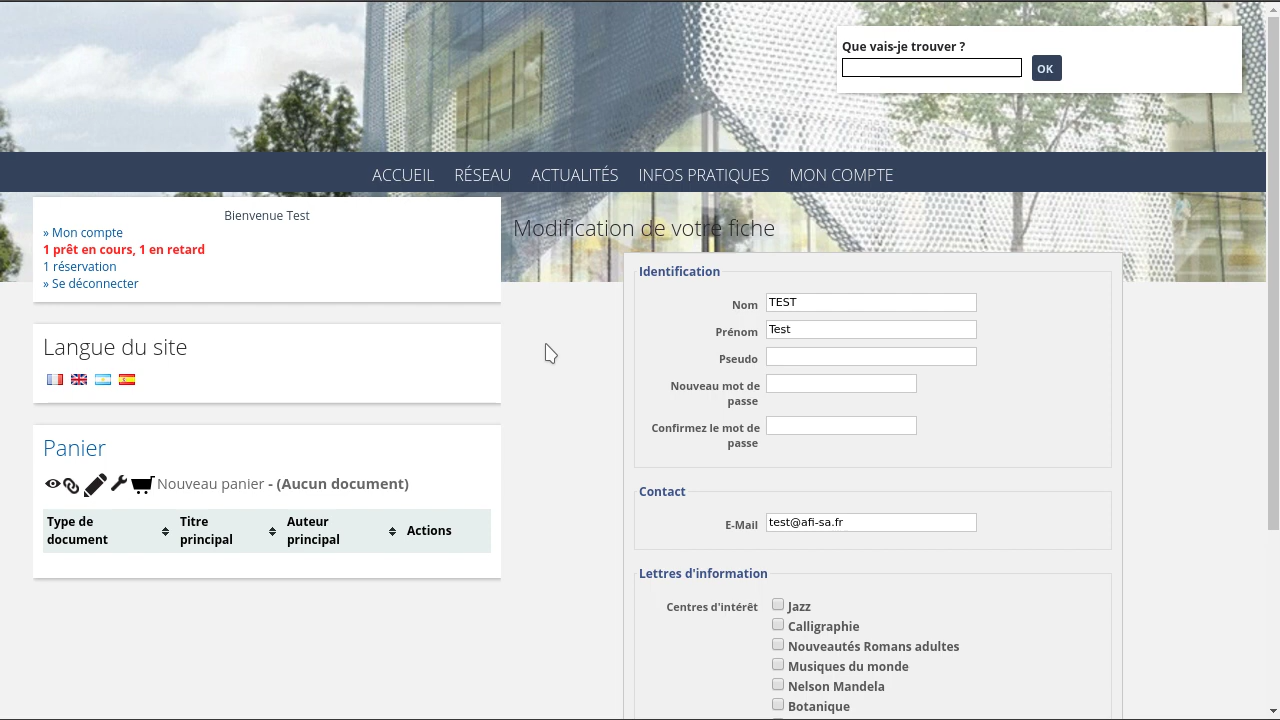 Que vais-je trouver ?
OK
ACCUEIL RÉSEAU ACTUALITÉS INFOS PRATIQUES MON COMPTE
Bienvenue Test
» Mon compte
1 prêt en cours, 1 en retard
1 réservation
» Se déconnecter
Langue du site
Panier
Nouveau panier - (Aucun document)
Type de document
Titre principal
Auteur principal
Actions
Modification de votre fiche
Identification
Nom TEST
Prénom Test
Pseudo
Nouveau mot de
passe
Confirmez le mot de
passe
Contact
E-Mail test@afi-sa.fr
Lettres d'information
Centres d'intérêt Jazz
Calligraphie
Nouveautés Romans adultes
Musiques du monde
Nelson Mandela
Botanique